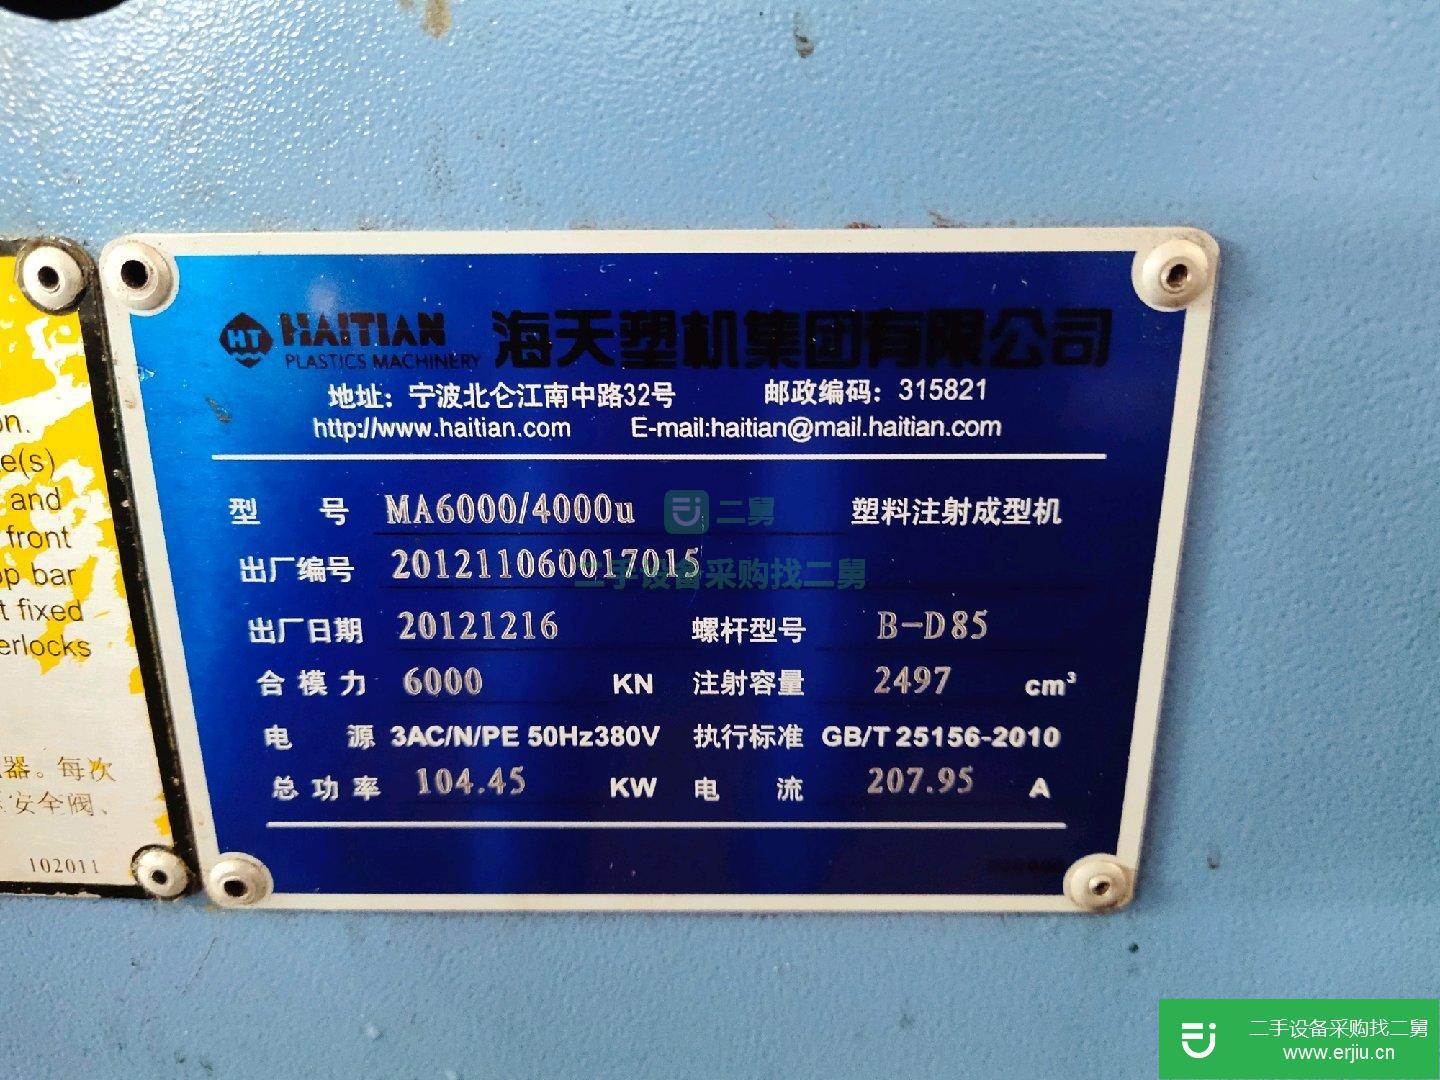 HT HAITIAN PLASTICS MACHINERY 海天塑机集团有限公司
地址：宁波北仑江南中路32号 邮政编码：315821
http://www.haitian.com E-mail:haitian@mail.haitian.com
型 号 MA6000/4000u 塑料注射成型机
二舅
出厂编号 201211060017015
二手设备采购找二舅
出厂日期 20121216 螺杆型号 B-D85
合模力 6000 KN 注射容量 2497 cm³
电 源 3AC/N/PE 50Hz380V 执行标准 GB/T 25156-2010
总功率 104.45 KW 电 流 207.95 A
on.
e(s)
and
front
op bar
t fixed
erlocks
器。每次
安全阀、
102011
二手设备采购找二舅
www.erjiu.cn